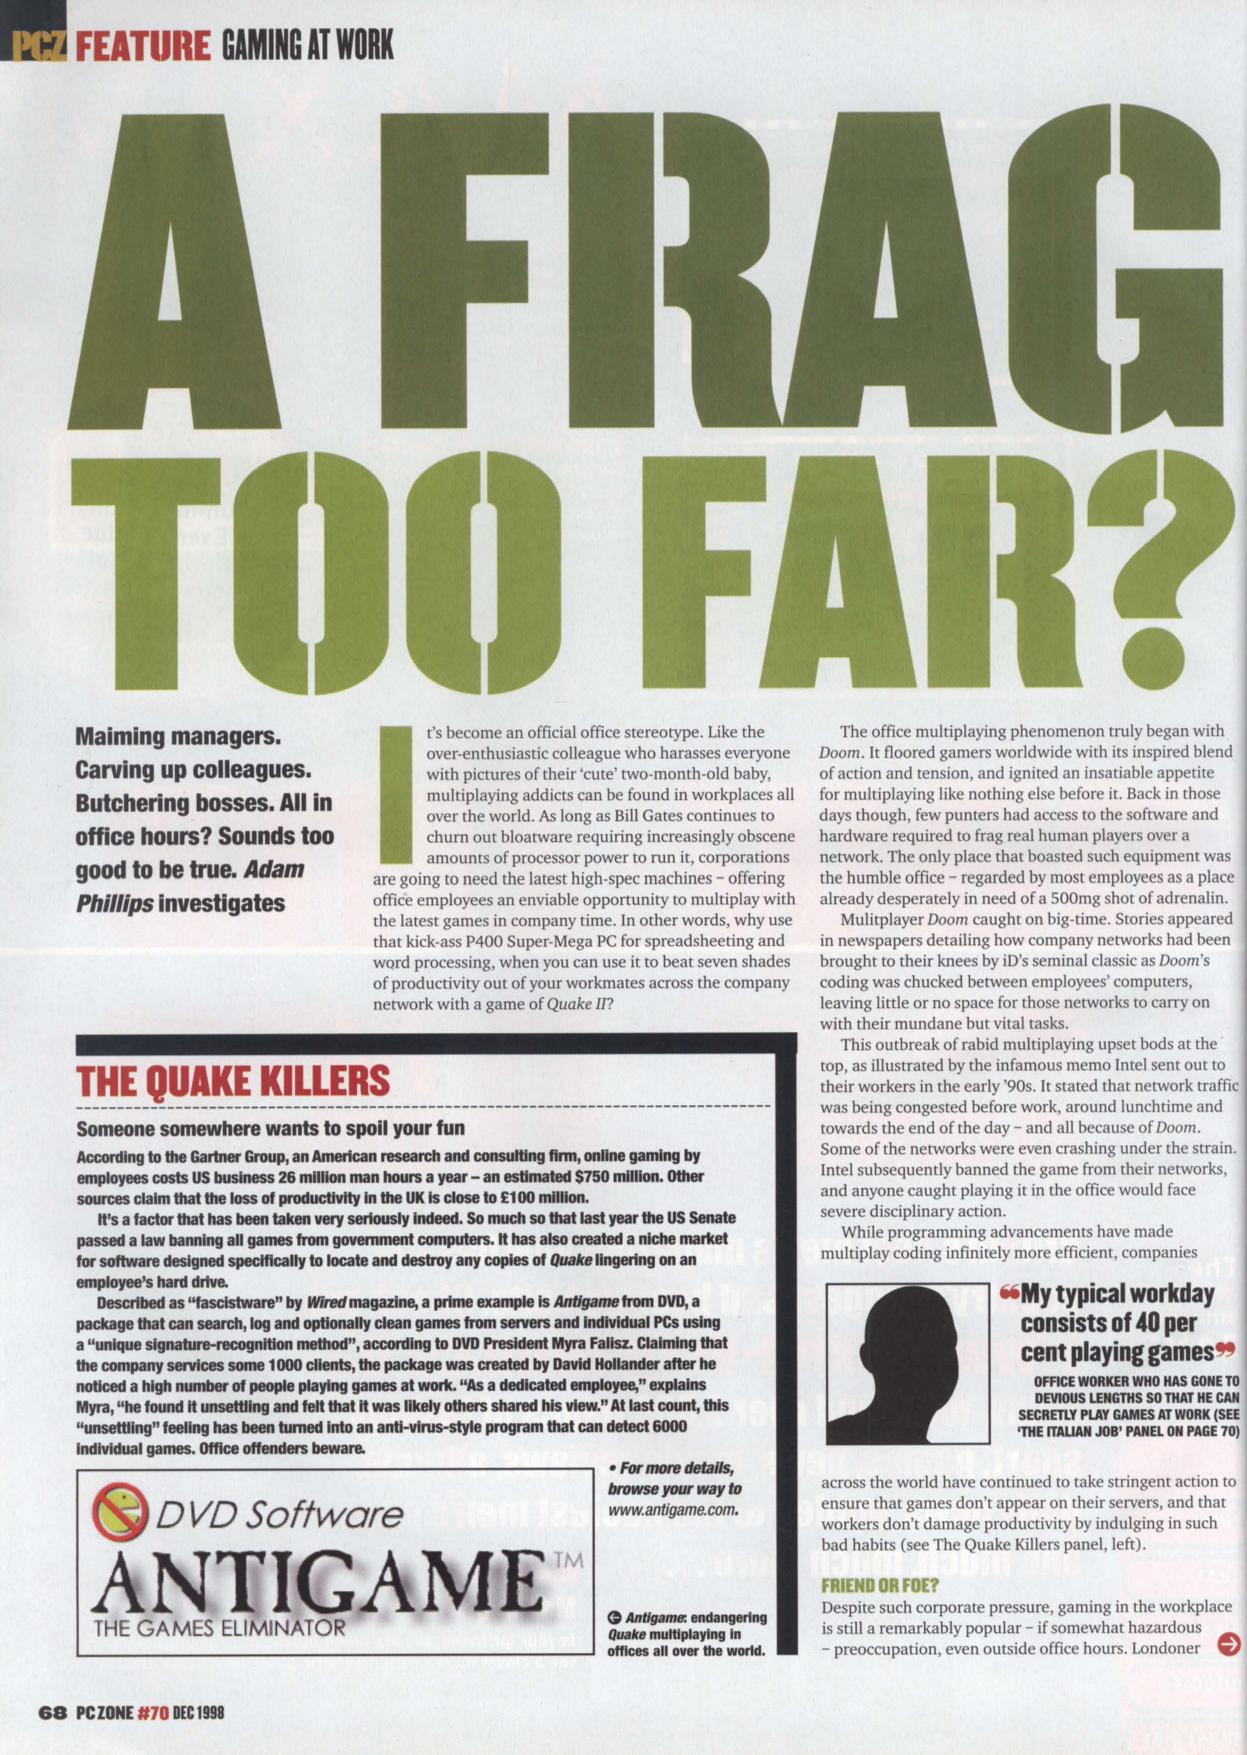 PCZ FEATURE GAMING AT WORK
A FRAG
TOO FAR?
Maiming managers.
Carving up colleagues.
Butchering bosses. All in
office hours? Sounds too
good to be true. Adam
Phillips investigates
It's become an official office stereotype. Like the
over-enthusiastic colleague who harasses everyone
with pictures of their ‘cute’ two-month-old baby,
multiplaying addicts can be found in workplaces all
over the world. As long as Bill Gates continues to
churn out bloatware requiring increasingly obscene
amounts of processor power to run it, corporations
are going to need the latest high-spec machines – offering
office employees an enviable opportunity to multiplay with
the latest games in company time. In other words, why use
that kick-ass P400 Super-Mega PC for spreadsheeting and
word processing, when you can use it to beat seven shades
of productivity out of your workmates across the company
network with a game of Quake II?
The office multiplaying phenomenon truly began with
Doom. It floored gamers worldwide with its inspired blend
of action and tension, and ignited an insatiable appetite
for multiplaying like nothing else before it. Back in those
days though, few punters had access to the software and
hardware required to frag real human players over a
network. The only place that boasted such equipment was
the humble office – regarded by most employees as a place
already desperately in need of a 500mg shot of adrenalin.
Mulitplayer Doom caught on big-time. Stories appeared
in newspapers detailing how company networks had been
brought to their knees by iD's seminal classic as Doom's
coding was chucked between employees' computers,
leaving little or no space for those networks to carry on
with their mundane but vital tasks.
This outbreak of rabid multiplaying upset bods at the
top, as illustrated by the infamous memo Intel sent out to
their workers in the early '90s. It stated that network traffic
was being congested before work, around lunchtime and
towards the end of the day – and all because of Doom.
Some of the networks were even crashing under the strain.
Intel subsequently banned the game from their networks,
and anyone caught playing it in the office would face
severe disciplinary action.
While programming advancements have made
multiplay coding infinitely more efficient, companies
“My typical workday
consists of 40 per
cent playing games”
OFFICE WORKER WHO HAS GONE TO
DEVIOUS LENGTHS SO THAT HE CAN
SECRETLY PLAY GAMES AT WORK (SEE
‘THE ITALIAN JOB’ PANEL ON PAGE 70)
across the world have continued to take stringent action to
ensure that games don't appear on their servers, and that
workers don't damage productivity by indulging in such
bad habits (see The Quake Killers panel, left).
FRIEND OR FOE?
Despite such corporate pressure, gaming in the workplace
is still a remarkably popular – if somewhat hazardous
– preoccupation, even outside office hours. Londoner
THE QUAKE KILLERS
Someone somewhere wants to spoil your fun
According to the Gartner Group, an American research and consulting firm, online gaming by
employees costs US business 26 million man hours a year – an estimated $750 million. Other
sources claim that the loss of productivity in the UK is close to £100 million.
It's a factor that has been taken very seriously indeed. So much so that last year the US Senate
passed a law banning all games from government computers. It has also created a niche market
for software designed specifically to locate and destroy any copies of Quake lingering on an
employee's hard drive.
Described as “fascistware” by Wired magazine, a prime example is Antigame from DVD, a
package that can search, log and optionally clean games from servers and individual PCs using
a “unique signature-recognition method”, according to DVD President Myra Falisz. Claiming that
the company services some 1000 clients, the package was created by David Hollander after he
noticed a high number of people playing games at work. “As a dedicated employee,” explains
Myra, “he found it unsettling and felt that it was likely others shared his view.” At last count, this
“unsettling” feeling has been turned into an anti-virus-style program that can detect 6000
individual games. Office offenders beware.
• For more details,
browse your way to
www.antigame.com.
DVD Software
ANTIGAME™
THE GAMES ELIMINATOR
Antigame: endangering
Quake multiplaying in
offices all over the world.
68 PC ZONE #70 DEC 1998